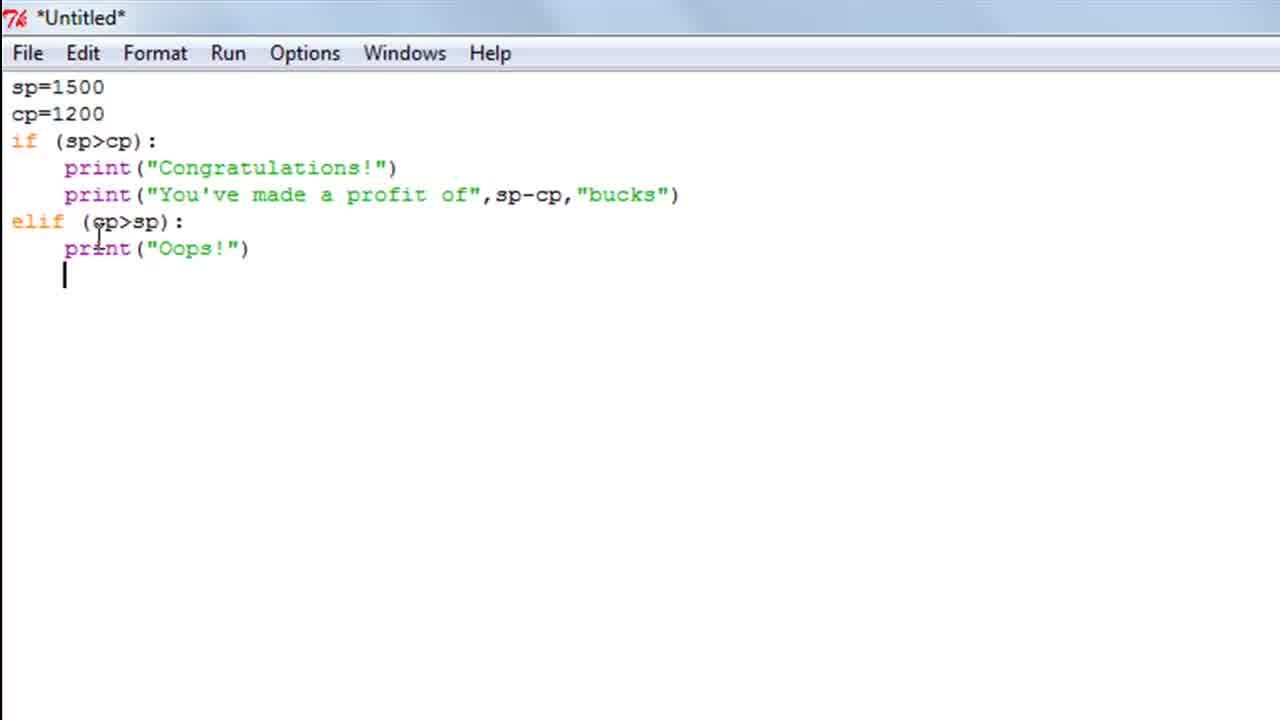 *Untitled*
File Edit Format Run Options Windows Help
sp=1500
cp=1200
if (sp>cp):
    print("Congratulations!")
    print("You've made a profit of",sp-cp,"bucks")
elif (cp>sp):
    print("Oops!")